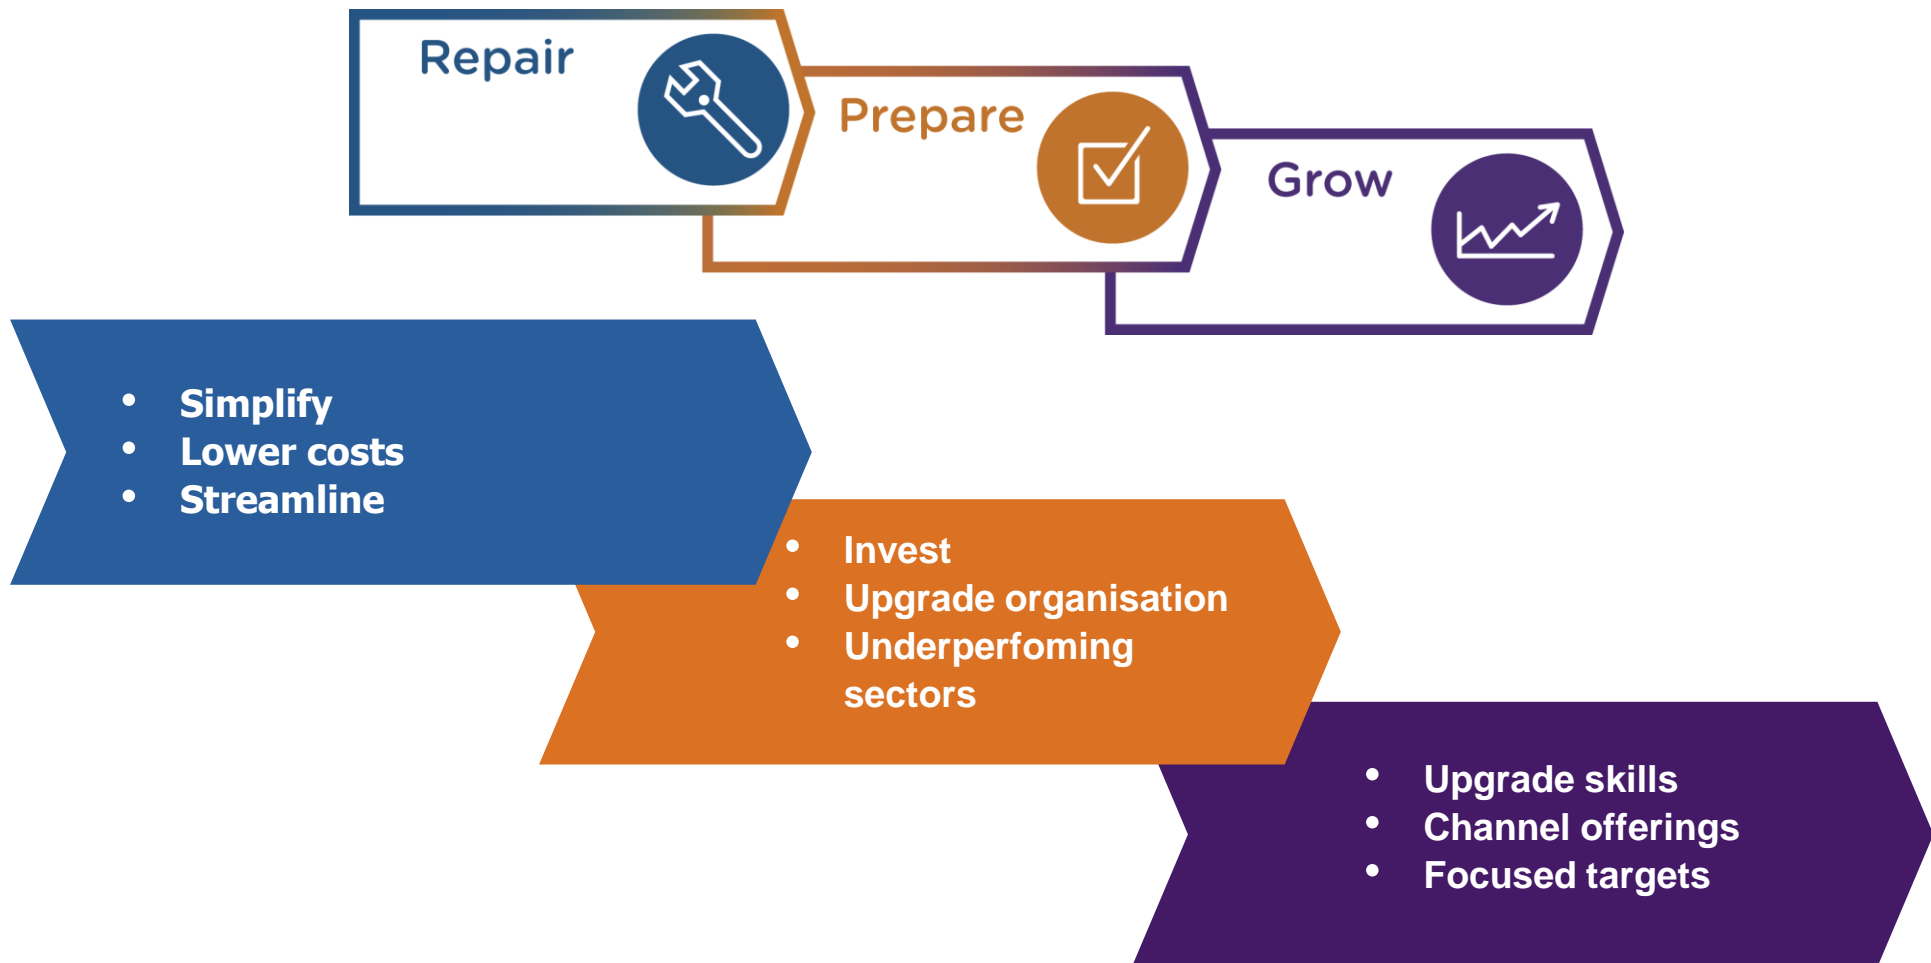 Repair
Prepare
Grow
• Simplify
• Lower costs
• Streamline
• Invest
• Upgrade organisation
• Underperfoming
sectors
• Upgrade skills
• Channel offerings
• Focused targets